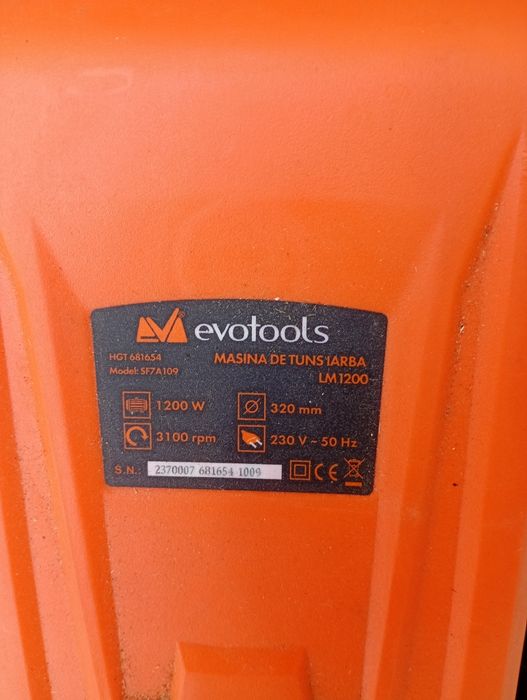 evotools
HGT 681654
MASINA DE TUNS IARBA
Model: SF7A109
LM1200
1200 W
320 mm
3100 rpm
230 V ~ 50 Hz
S.N.: 2370007 681654 1009
CE